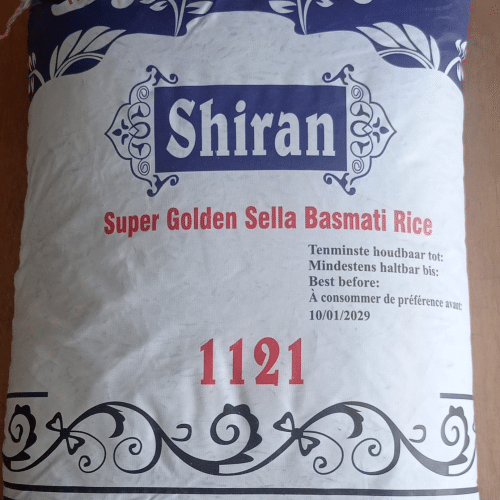 Shiran
Super Golden Sella Basmati Rice
Tenminste houdbaar tot:
Mindestens haltbar bis:
Best before:
À consommer de préférence avant:
10/01/2029
1121